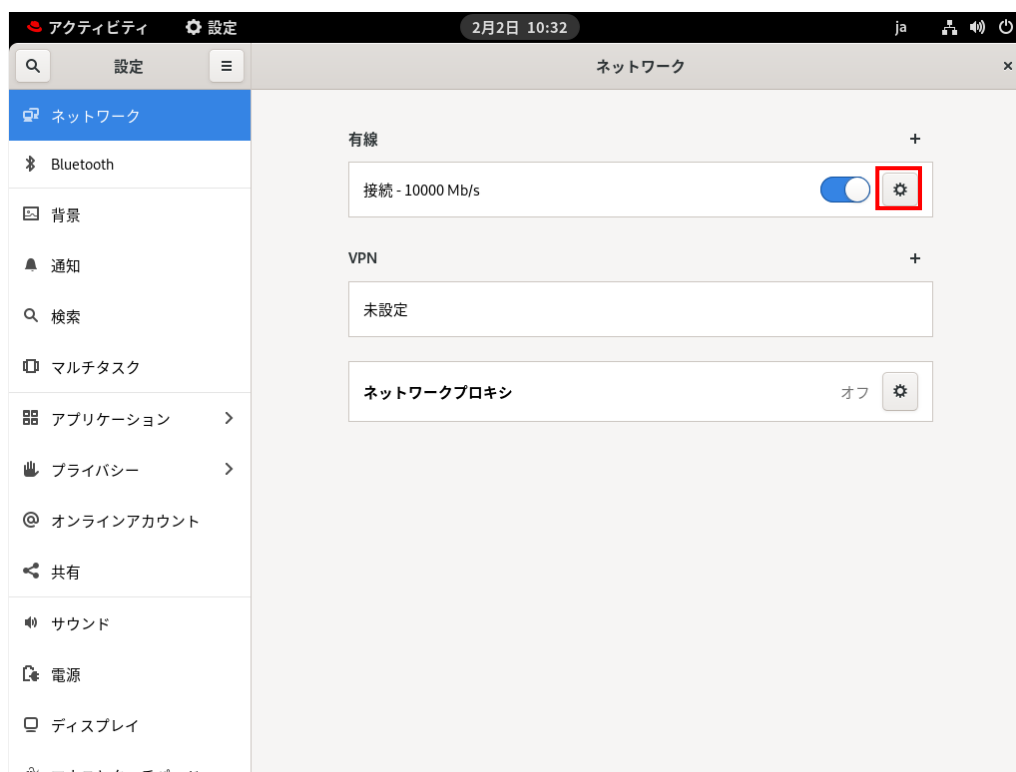 アクティビティ 設定 2月2日 10:32 ja
設定 ネットワーク
ネットワーク
Bluetooth
背景
通知
検索
マルチタスク
アプリケーション
プライバシー
オンラインアカウント
共有
サウンド
電源
ディスプレイ
有線
接続 - 10000 Mb/s
VPN
未設定
ネットワークプロキシ オフ